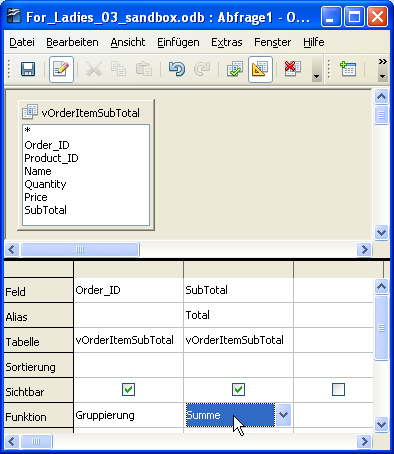 For_Ladies_03_sandbox.odb : Abfrage1 - O...
Datei Bearbeiten Ansicht Einfügen Extras Fenster Hilfe
vOrderItemSubTotal
*
Order_ID
Product_ID
Name
Quantity
Price
SubTotal
Feld Order_ID SubTotal
Alias Total
Tabelle vOrderItemSubTotal vOrderItemSubTotal
Sortierung
Sichtbar
Funktion Gruppierung Summe